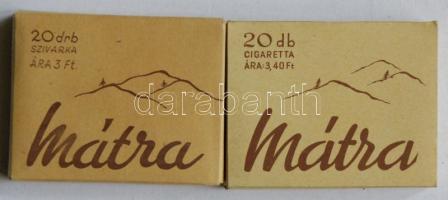 20 drb
SZIVARKA
ÁRA 3 Ft.
Mátra
20 db
CIGARETTA
ÁRA: 3,40 Ft
Mátra
darabanth